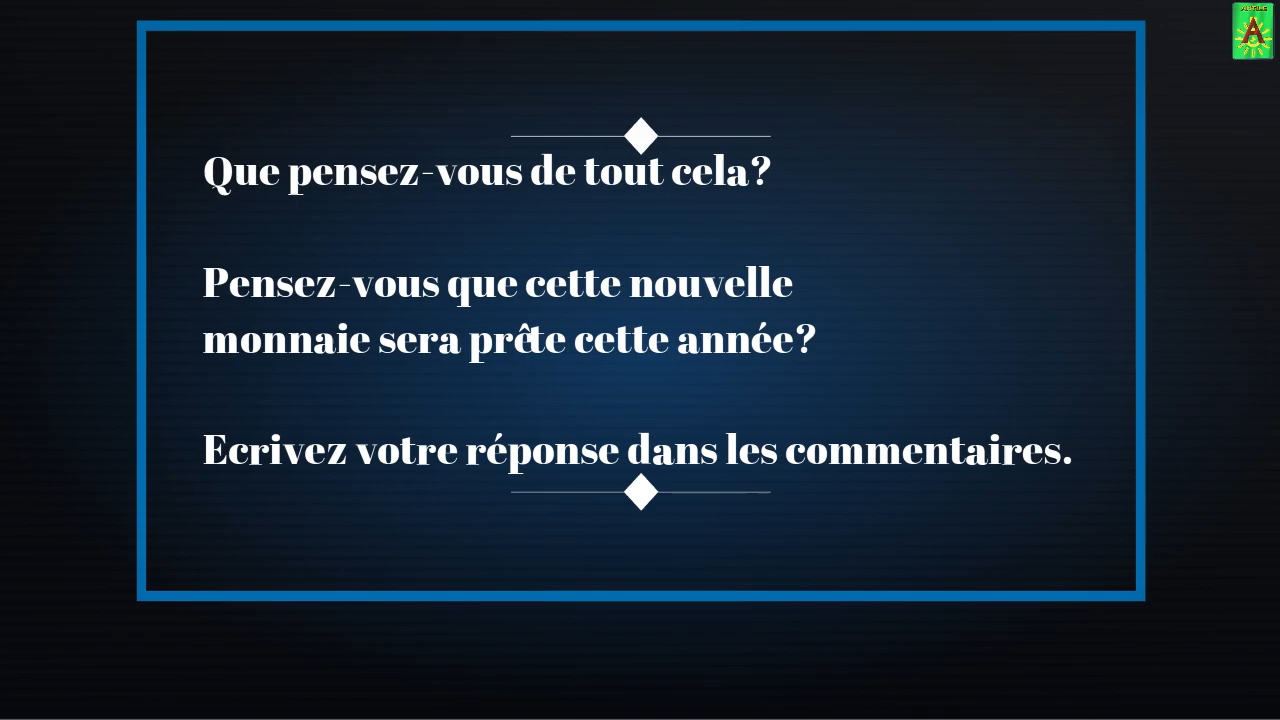 Que pensez-vous de tout cela?
Pensez-vous que cette nouvelle
monnaie sera prête cette année?
Ecrivez votre réponse dans les commentaires.
A